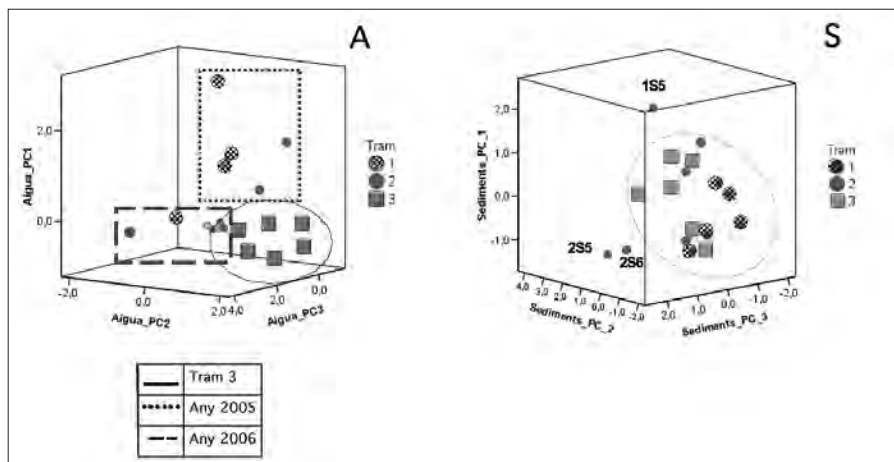 A
Aigua_PC1
2,0
0,0
-2,0
0,0
2,0
4,0
2,0
0,0
Aigua_PC2
Aigua_PC3
Tram
1
2
3
S
1S5
2S5
2S6
Sediments_PC_1
2,0
1,0
0,0
-1,0
4,0
3,0
2,0
1,0
0,0
-1,0
-2,0
2,0
1,0
0,0
-1,0
-2,0
Sediments_PC_2
Sediments_PC_3
Tram
1
2
3
Tram 3
Any 2005
Any 2006